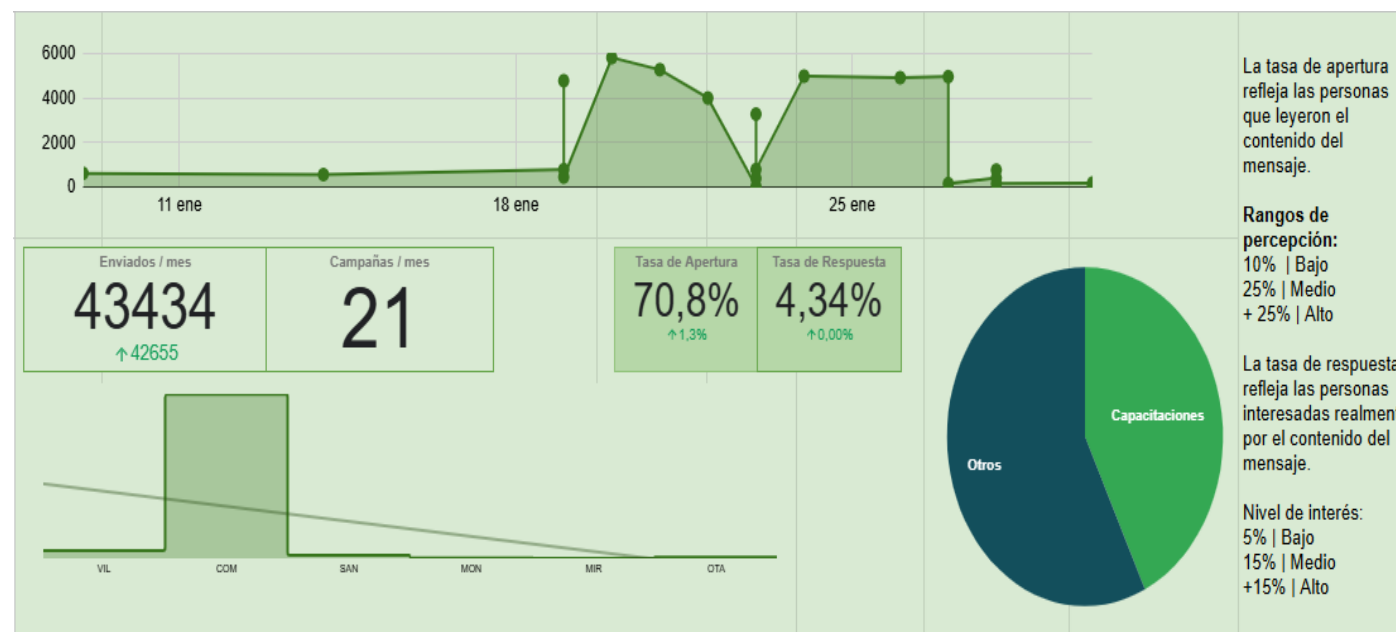 6000
4000
2000
0
11 ene
18 ene
25 ene
Enviados / mes
43434
↑42655
Campañas / mes
21
Tasa de Apertura
70,8%
↑1,3%
Tasa de Respuesta
4,34%
↑0,00%
VIL
COM
SAN
MON
MIR
OTA
Capacitaciones
Otros
La tasa de apertura
refleja las personas
que leyeron el
contenido del
mensaje.
Rangos de
percepción:
10% | Bajo
25% | Medio
+ 25% | Alto
La tasa de respuesta
refleja las personas
interesadas realmen
por el contenido del
mensaje.
Nivel de interés:
5% | Bajo
15% | Medio
+15% | Alto